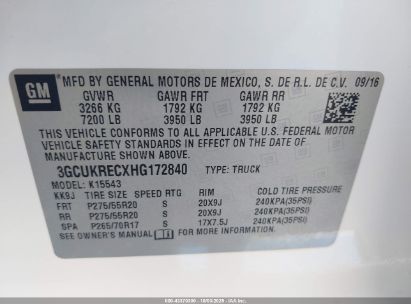 GM
MFD BY GENERAL MOTORS DE MEXICO, S. DE R.L. DE C.V. 09/16
GVWR GAWR FRT GAWR RR
3266 KG 1792 KG 1792 KG
7200 LB 3950 LB 3950 LB
THIS VEHICLE CONFORMS TO ALL APPLICABLE U.S. FEDERAL MOTOR
VEHICLE SAFETY STANDARDS IN EFFECT ON THE DATE OF
MANUFACTURE SHOWN ABOVE.
3GCUKRECXHG172840 TYPE: TRUCK
MODEL: K15543
KK9J TIRE SIZE SPEED RTG RIM COLD TIRE PRESSURE
FRT P275/55R20 S 20X9J 240KPA(35PSI)
RR P275/55R20 S 20X9J 240KPA(35PSI)
SPA P265/70R17 S 17X7.5J 240KPA(35PSI)
SEE OWNER'S MANUAL FOR MORE INFORMATION.